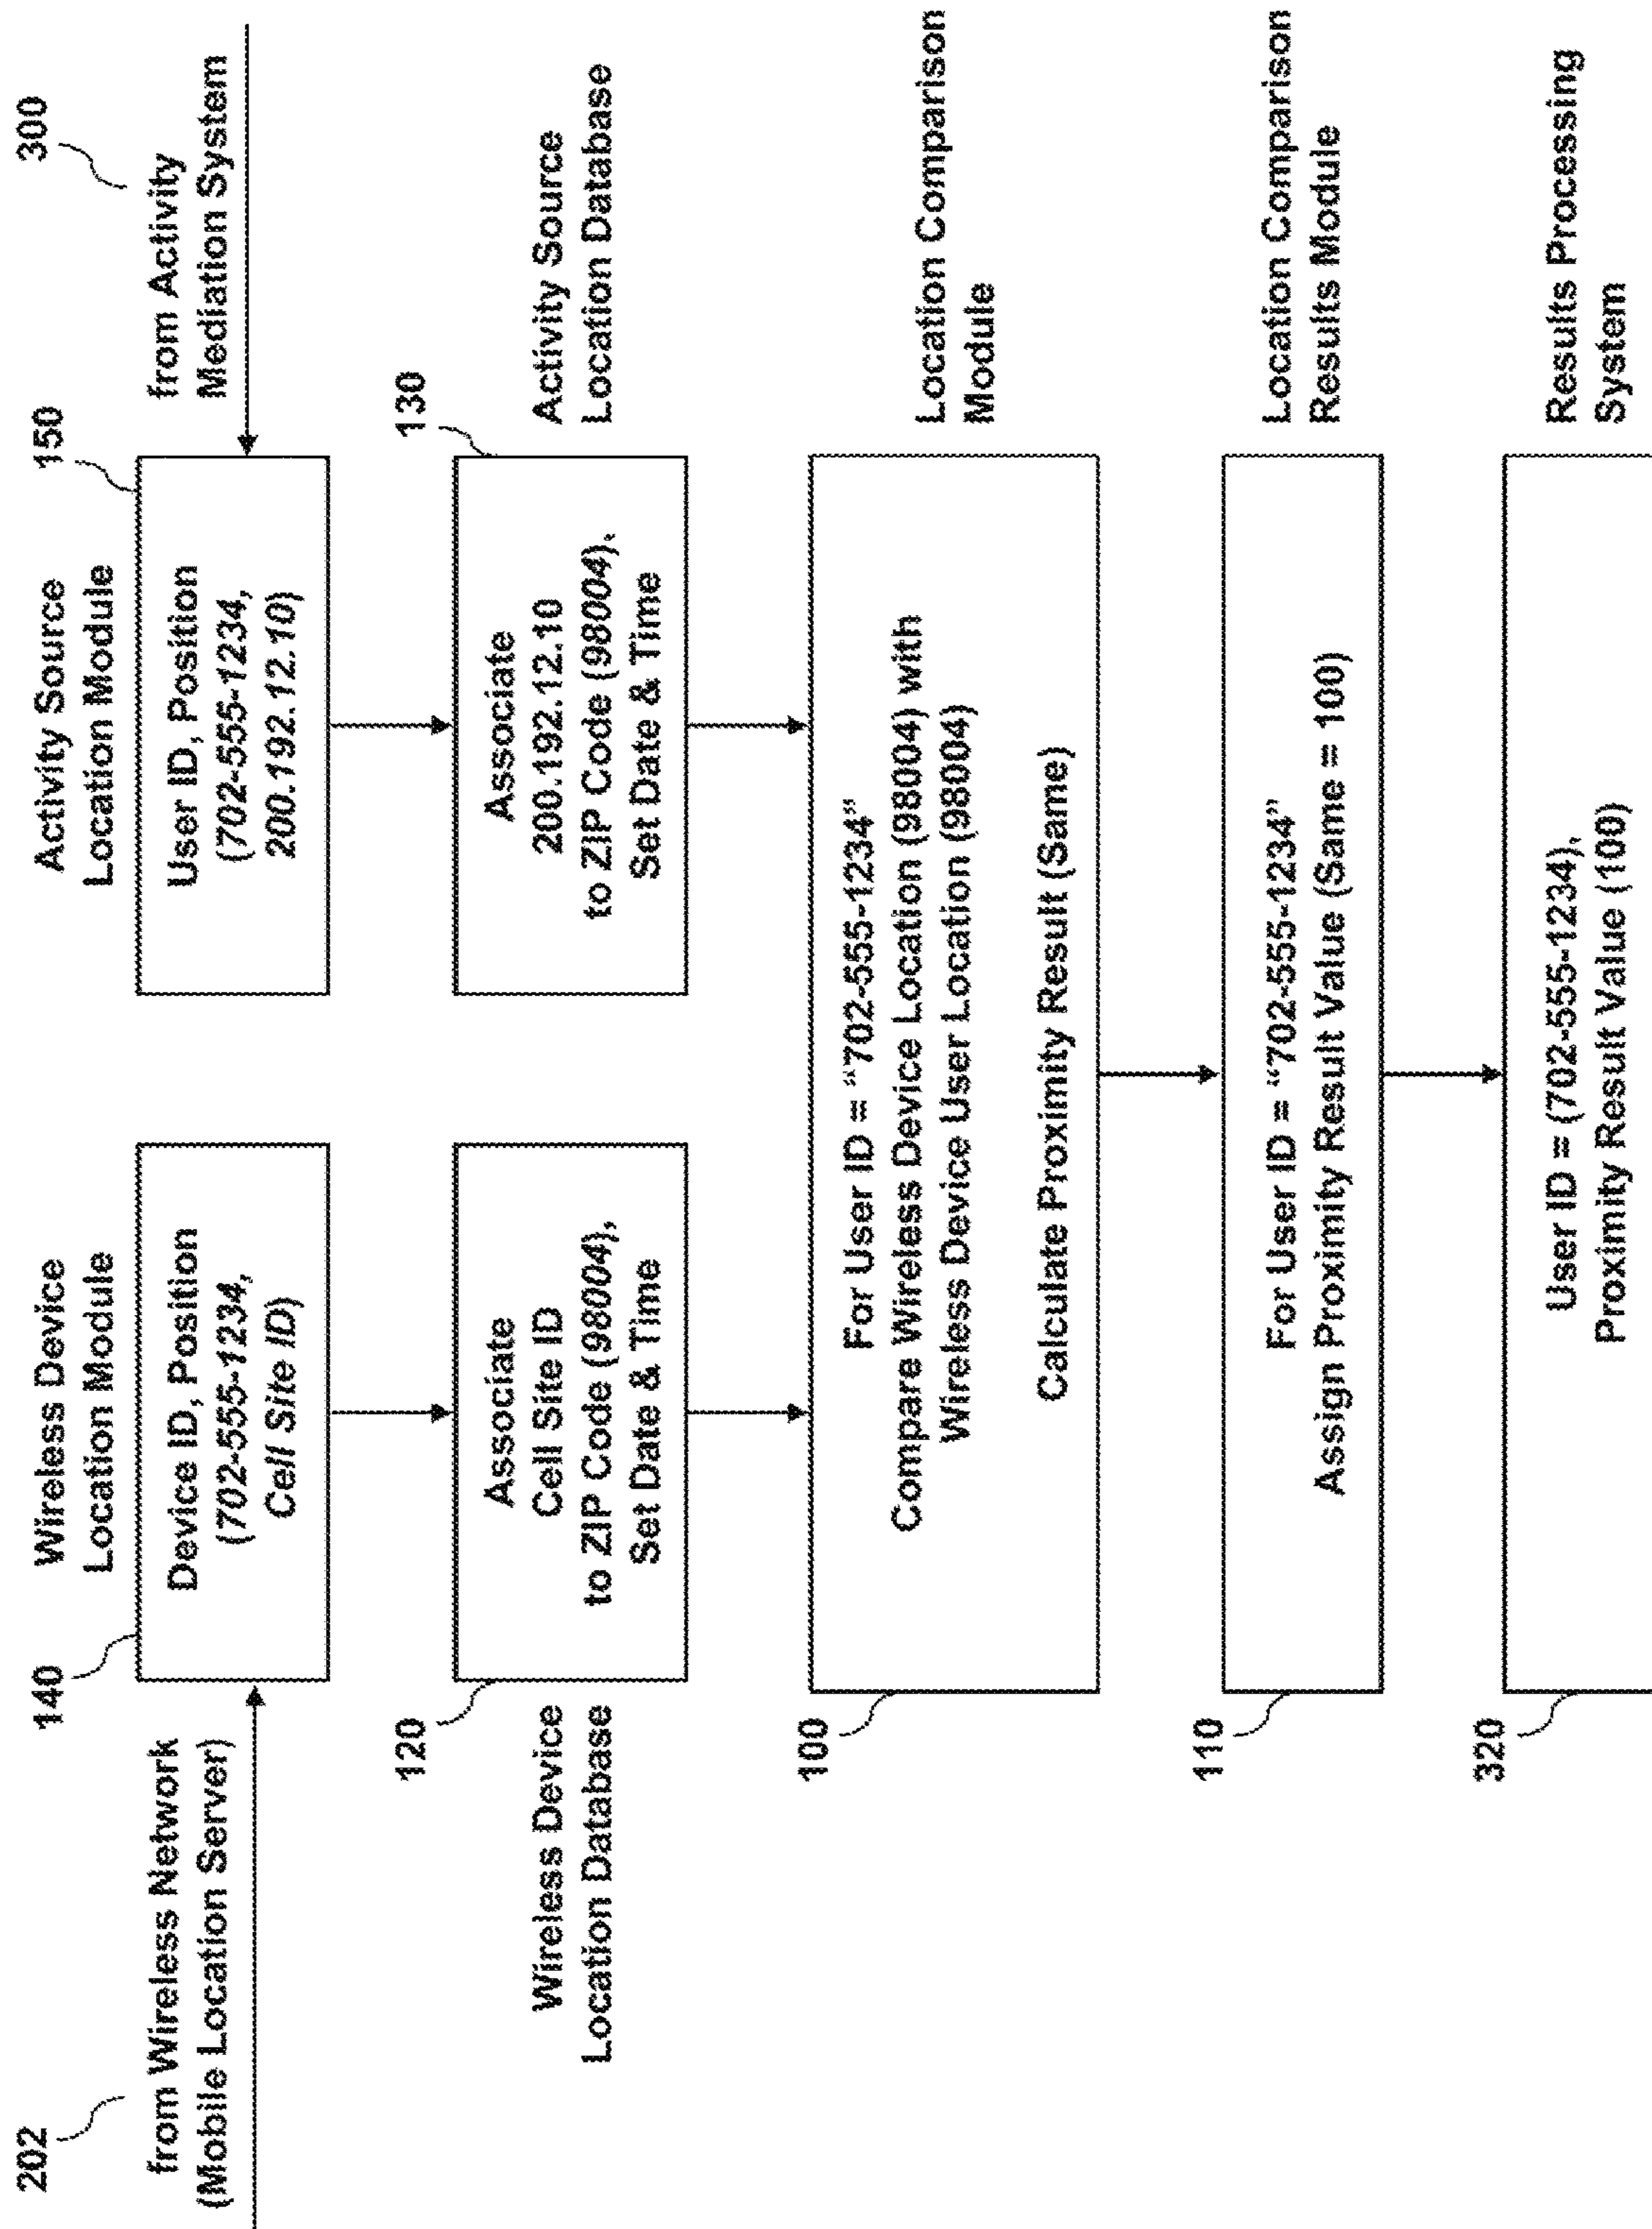 202
from Wireless Network
(Mobile Location Server)
300
from Activity
Mediation System
Wireless Device
Location Module
140
Device ID, Position
(702-555-1234,
Cell Site ID)
Activity Source
Location Module
150
User ID, Position
(702-555-1234,
200.192.12.10)
Wireless Device
Location Database
120
Associate
Cell Site ID
to ZIP Code (98004),
Set Date & Time
Associate
200.192.12.10
to ZIP Code (98004),
Set Date & Time
130
Activity Source
Location Database
100
For User ID = "702-555-1234"
Compare Wireless Device Location (98004) with
Wireless Device User Location (98004)
Calculate Proximity Result (Same)
Location Comparison
Module
110
For User ID = "702-555-1234"
Assign Proximity Result Value (Same = 100)
Location Comparison
Results Module
320
User ID = (702-555-1234),
Proximity Result Value (100)
Results Processing
System